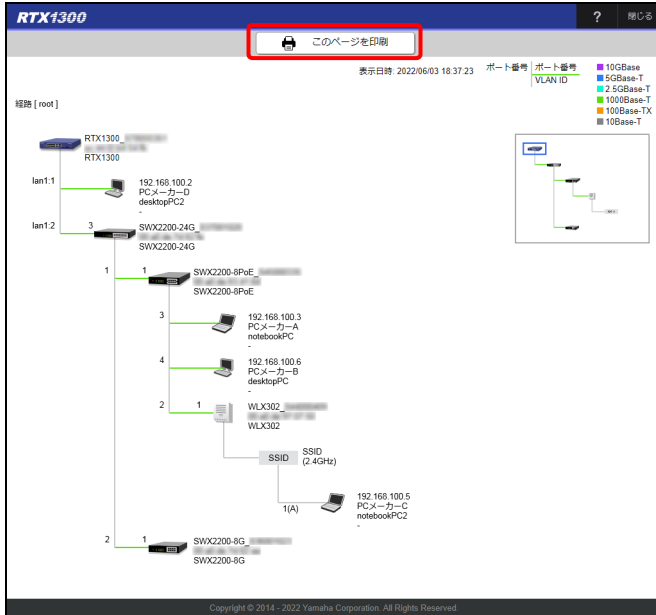 RTX1300
? 閉じる
このページを印刷
表示日時: 2022/06/03 18:37:23
ポート番号 ポート番号
VLAN ID
10GBase
5GBase-T
2.5GBase-T
1000Base-T
100Base-TX
10Base-T
経路 [ root ]
RTX1300_
RTX1300
lan1:1
192.168.100.2
PCメーカーD
desktopPC2
-
lan1:2 3
SWX2200-24G_
SWX2200-24G
1 1
SWX2200-8PoE_
SWX2200-8PoE
3
192.168.100.3
PCメーカーA
notebookPC
-
4
192.168.100.6
PCメーカーB
desktopPC
-
2 1
WLX302_
WLX302
SSID
SSID
(2.4GHz)
1(A)
192.168.100.5
PCメーカーC
notebookPC2
-
2 1
SWX2200-8G_
SWX2200-8G
Copyright © 2014 - 2022 Yamaha Corporation. All Rights Reserved.